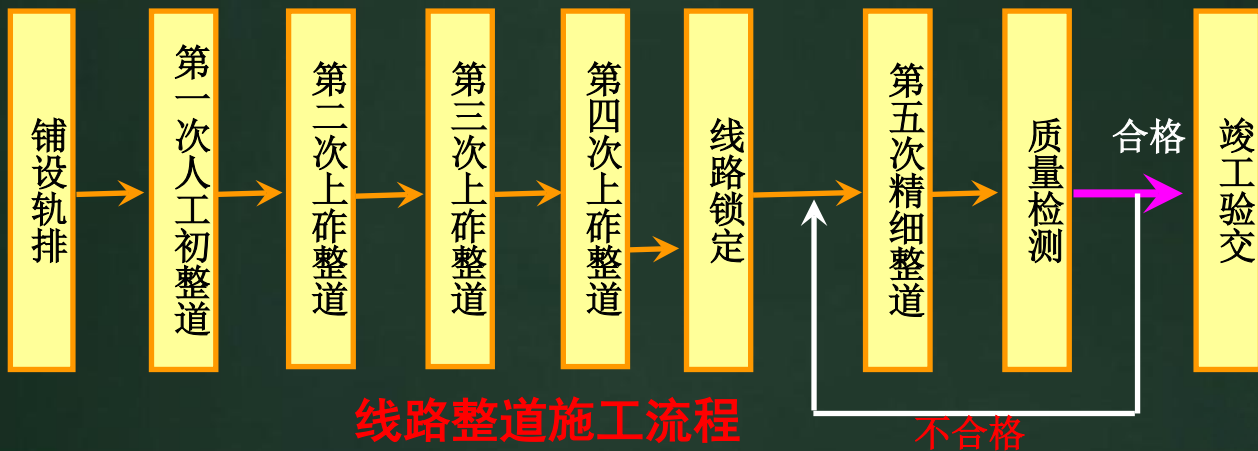 铺设轨排
第一次人工初整道
第二次上砟整道
第三次上砟整道
第四次上砟整道
线路锁定
第五次精细整道
质量检测
合格
竣工验交
线路整道施工流程
不合格